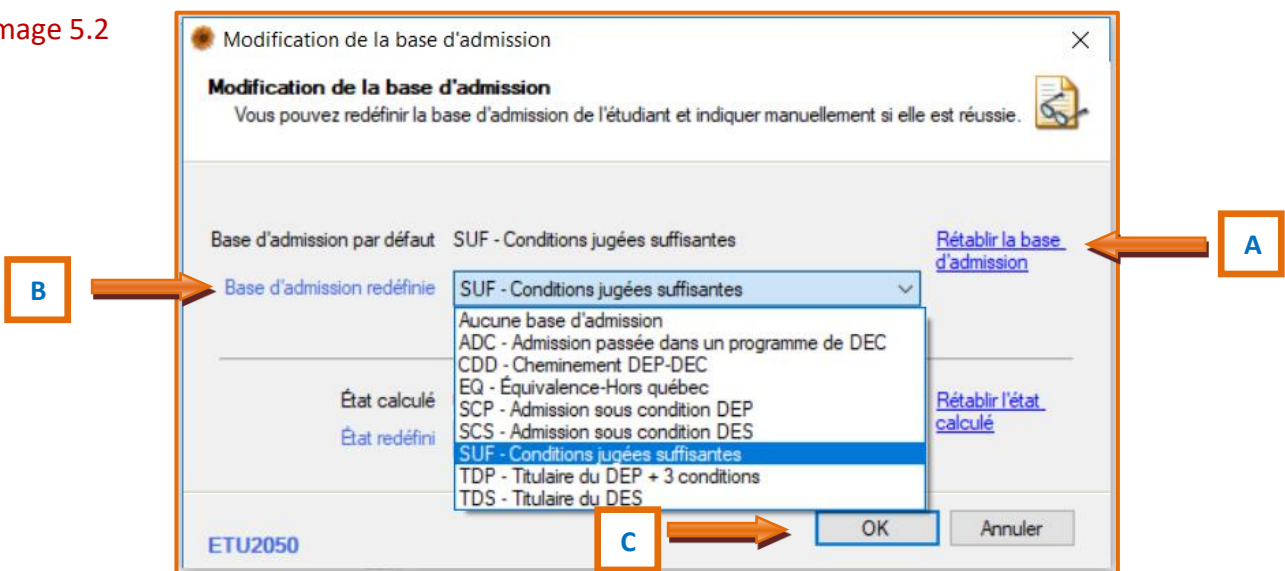 mage 5.2
Modification de la base d'admission
Modification de la base d'admission
Vous pouvez redéfinir la base d'admission de l'étudiant et indiquer manuellement si elle est réussie.
Base d'admission par défaut SUF - Conditions jugées suffisantes
Rétablir la base
d'admission
A
B
Base d'admission redéfinie SUF - Conditions jugées suffisantes
Aucune base d'admission
ADC - Admission passée dans un programme de DEC
CDD - Cheminement DEP-DEC
EQ - Équivalence-Hors québec
SCP - Admission sous condition DEP
SCS - Admission sous condition DES
SUF - Conditions jugées suffisantes
TDP - Titulaire du DEP + 3 conditions
TDS - Titulaire du DES
État calculé
État redéfini
Rétablir l'état
calculé
ETU2050
C
OK
Annuler